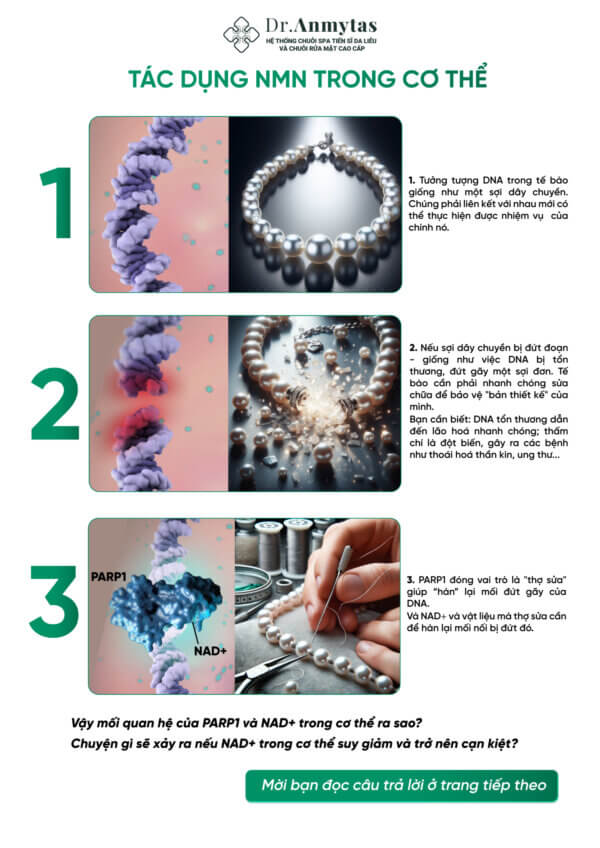 Dr.Anmytas
HỆ THỐNG CHUỖI SPA TIẾN SĨ DA LIỄU
VÀ CHUỖI RỬA MẶT CAO CẤP
TÁC DỤNG NMN TRONG CƠ THỂ
1
1. Tưởng tượng DNA trong tế bào
giống như một sợi dây chuyền.
Chúng phải liên kết với nhau mới có
thể thực hiện được nhiệm vụ của
chính nó.
2
2. Nếu sợi dây chuyền bị đứt đoạn
- giống như việc DNA bị tổn
thương, đứt gãy một sợi đơn. Tế
bào cần phải nhanh chóng sửa
chữa để bảo vệ "bản thiết kế" của
mình.
Bạn cần biết: DNA tổn thương dẫn
đến lão hoá nhanh chóng; thấm
chí là đột biến, gây ra các bệnh
như thoái hoá thần kin, ung thư...
3
PARP1
NAD+
3. PARP1 đóng vai trò là "thợ sửa"
giúp “hán” lại mối đứt gãy của
DNA.
Và NAD+ và vật liệu mà thợ sửa cần
để hàn lại mối nối bị đứt đó.
Vậy mối quan hệ của PARP1 và NAD+ trong cơ thể ra sao?
Chuyện gì sẽ xảy ra nếu NAD+ trong cơ thể suy giảm và trở nên cạn kiệt?
Mời bạn đọc câu trả lời ở trang tiếp theo